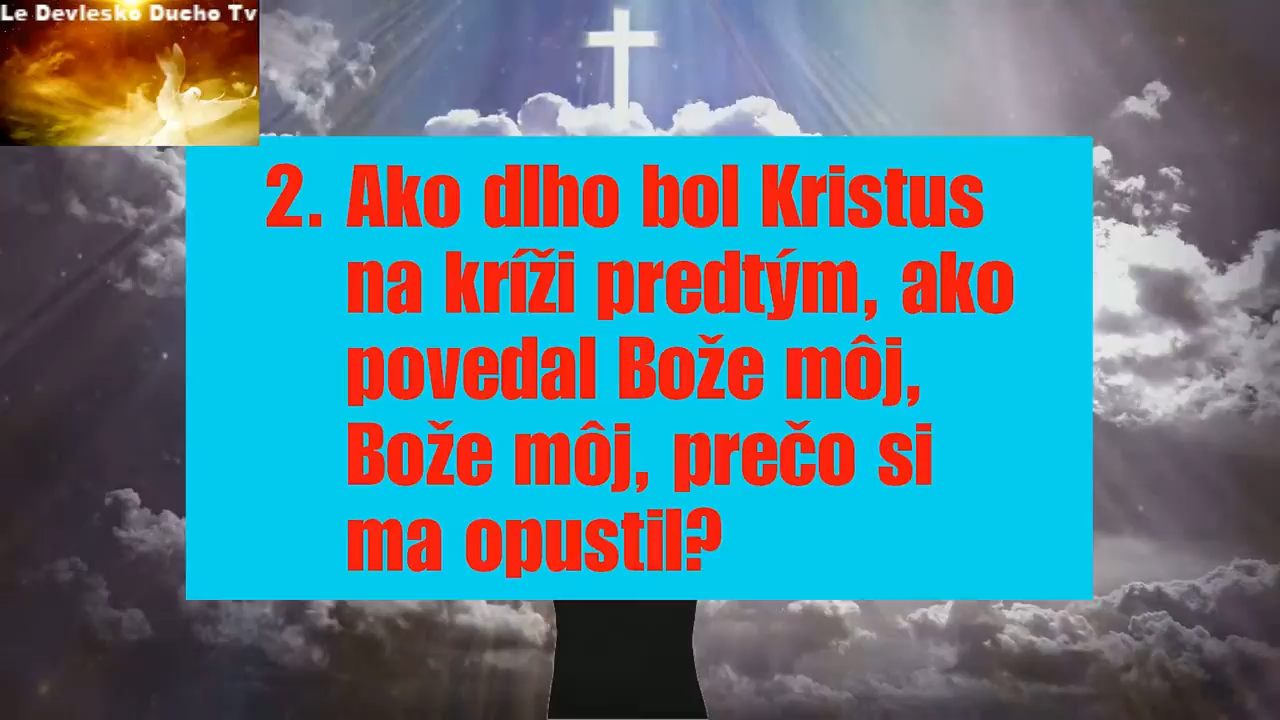 Le Devlesko Ducho Tv
2. Ako dlho bol Kristus
na kríži predtým, ako
povedal Bože môj,
Bože môj, prečo si
ma opustil?